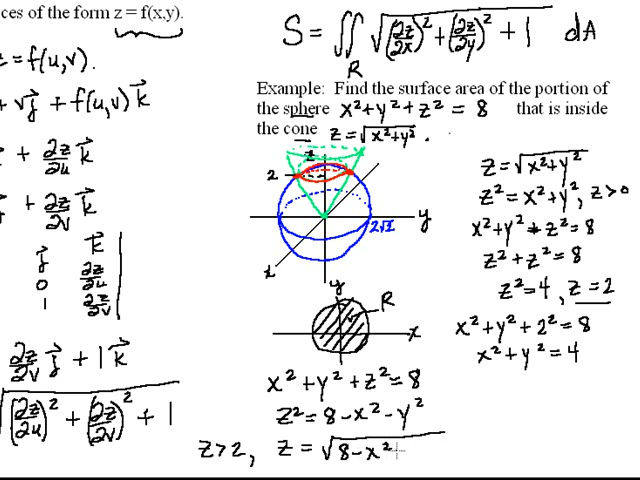 ces of the form z = f(x,y).
z = f(u,v).
+ v j⃗ + f(u,v) k⃗
+ ∂z/∂u k⃗
+ ∂z/∂v k⃗
j⃗ k⃗
0 ∂z/∂u
1 ∂z/∂v
∂z/∂v j⃗ + 1 k⃗
√((∂z/∂u)² + (∂z/∂v)² + 1
S = ∬_R √((∂z/∂x)² + (∂z/∂y)² + 1) dA
Example: Find the surface area of the portion of
the sphere x² + y² + z² = 8 that is inside
the cone z = √(x² + y²) .
z
2
y
2√2
x
y
R
x
x² + y² + z² = 8
z² = 8 - x² - y²
z > 2, z = √(8 - x²
z = √(x² + y²)
z² = x² + y², z > 0
x² + y² + z² = 8
z² + z² = 8
z² = 4, z = 2
x² + y² + 2² = 8
x² + y² = 4